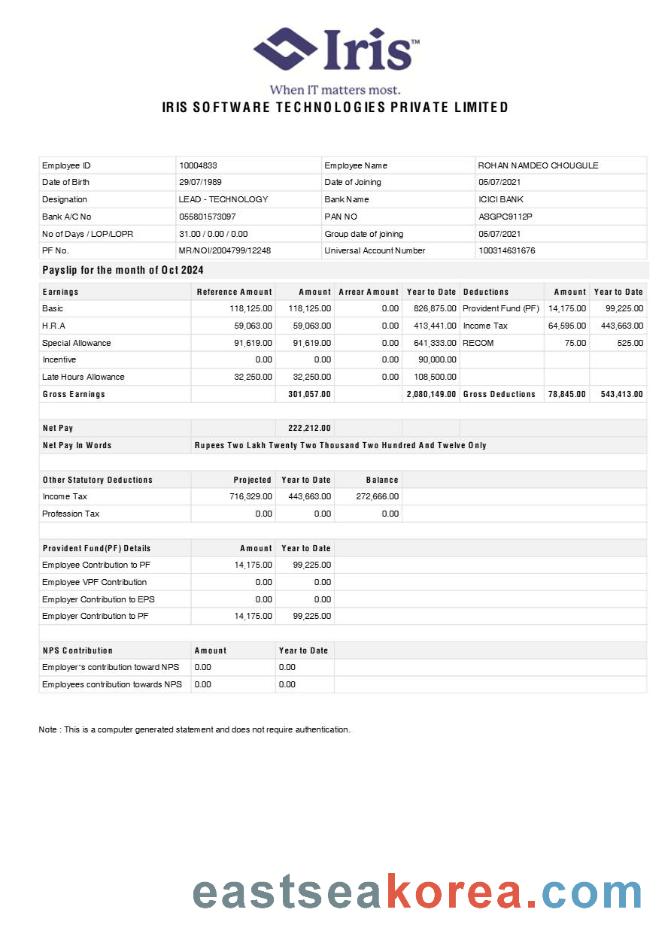 Iris™
When IT matters most.
IRIS SOFTWARE TECHNOLOGIES PRIVATE LIMITED
Employee ID 10004833 Employee Name ROHAN NAMDEO CHOUGULE
Date of Birth 29/07/1989 Date of Joining 05/07/2021
Designation LEAD - TECHNOLOGY Bank Name ICICI BANK
Bank A/C No 055801573097 PAN NO ASGPC9112P
No of Days / LOP/LOPR 31.00 / 0.00 / 0.00 Group date of joining 05/07/2021
PF No. MR/NOI/2004799/12248 Universal Account Number 100314631676
Payslip for the month of Oct 2024
Earnings Reference Amount Amount Arrear Amount Year to Date Deductions Amount Year to Date
Basic 118,125.00 118,125.00 0.00 826,875.00 Provident Fund (PF) 14,175.00 99,225.00
H.R.A 59,063.00 59,063.00 0.00 413,441.00 Income Tax 64,595.00 443,663.00
Special Allowance 91,619.00 91,619.00 0.00 641,333.00 RECOM 75.00 525.00
Incentive 0.00 0.00 0.00 90,000.00
Late Hours Allowance 32,250.00 32,250.00 0.00 108,500.00
Gross Earnings 301,057.00 2,080,149.00 Gross Deductions 78,845.00 543,413.00
Net Pay 222,212.00
Net Pay In Words Rupees Two Lakh Twenty Two Thousand Two Hundred And Twelve Only
Other Statutory Deductions Projected Year to Date Balance
Income Tax 716,329.00 443,663.00 272,666.00
Profession Tax 0.00 0.00 0.00
Provident Fund(PF) Details Amount Year to Date
Employee Contribution to PF 14,175.00 99,225.00
Employee VPF Contribution 0.00 0.00
Employer Contribution to EPS 0.00 0.00
Employer Contribution to PF 14,175.00 99,225.00
NPS Contribution Amount Year to Date
Employer's contribution toward NPS 0.00 0.00
Employees contribution towards NPS 0.00 0.00
Note : This is a computer generated statement and does not require authentication.
eastseakorea.com